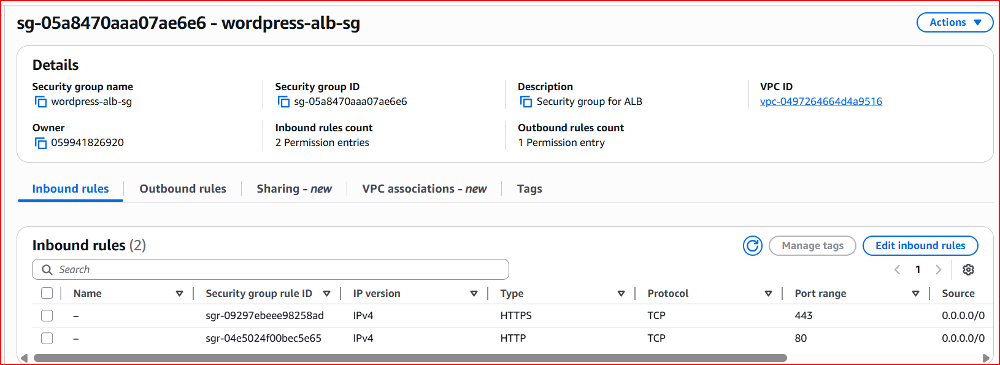 sg-05a8470aaa07ae6e6 - wordpress-alb-sg
Actions
Details
Security group name
wordpress-alb-sg
Security group ID
sg-05a8470aaa07ae6e6
Description
Security group for ALB
VPC ID
vpc-0497264664d4a9516
Owner
059941826920
Inbound rules count
2 Permission entries
Outbound rules count
1 Permission entry
Inbound rules
Outbound rules
Sharing - new
VPC associations - new
Tags
Inbound rules (2)
Manage tags
Edit inbound rules
Search
1
Name Security group rule ID IP version Type Protocol Port range Source
– sgr-09297ebeee98258ad IPv4 HTTPS TCP 443 0.0.0.0/0
– sgr-04e5024f00bec5e65 IPv4 HTTP TCP 80 0.0.0.0/0